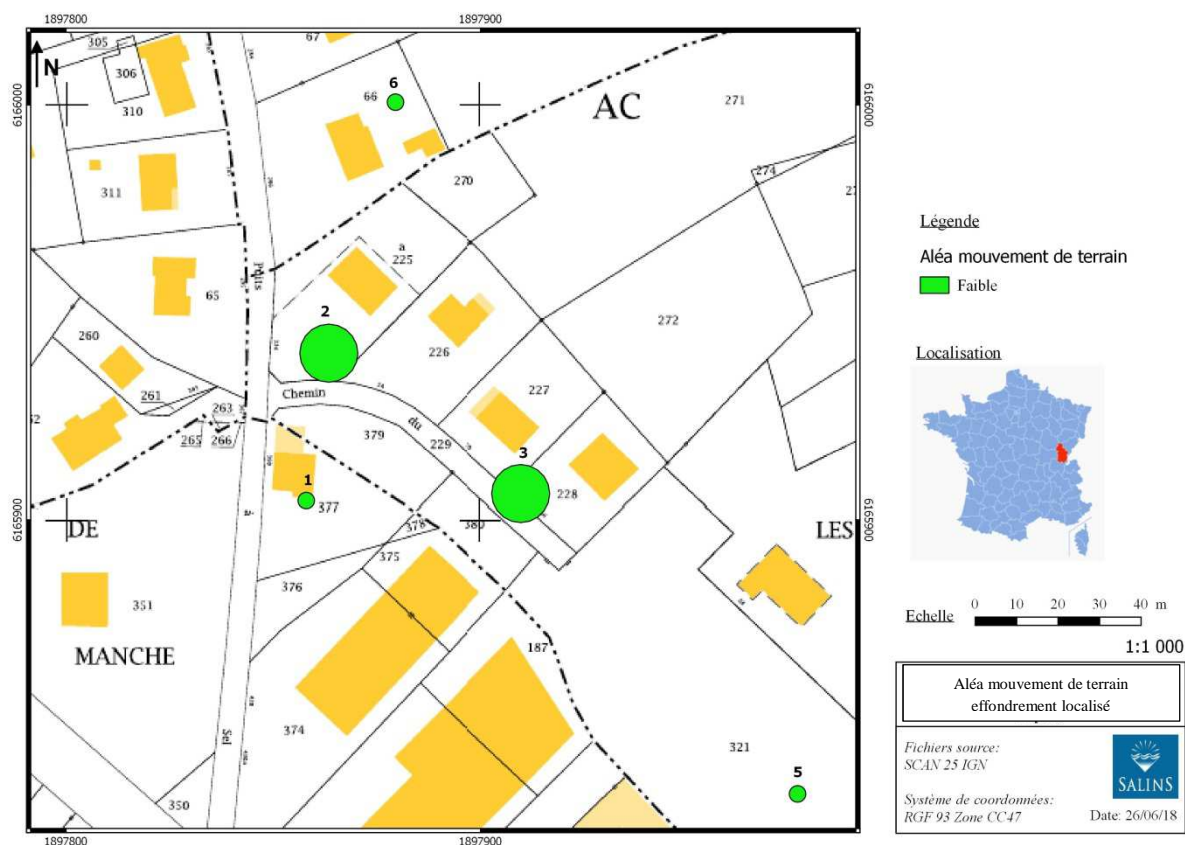 1897800
1897900
305
67
306
N
66
6
6166000
6166000
310
AC
271
311
270
274
a
225
Puits
65
2
260
226
272
227
Chemin
261
du
263
379
229
265
266
3
1
228
377
6165900
6165900
DE
à
378
380
LES
375
376
351
MANCHE
187
374
Sel
321
5
350
1897800
1897900
Légende
Aléa mouvement de terrain
Faible
Localisation
Echelle
0 10 20 30 40 m
1:1 000
Aléa mouvement de terrain
effondrement localisé
Fichiers source:
SCAN 25 IGN
SALINS
Système de coordonnées:
RGF 93 Zone CC47
Date: 26/06/18